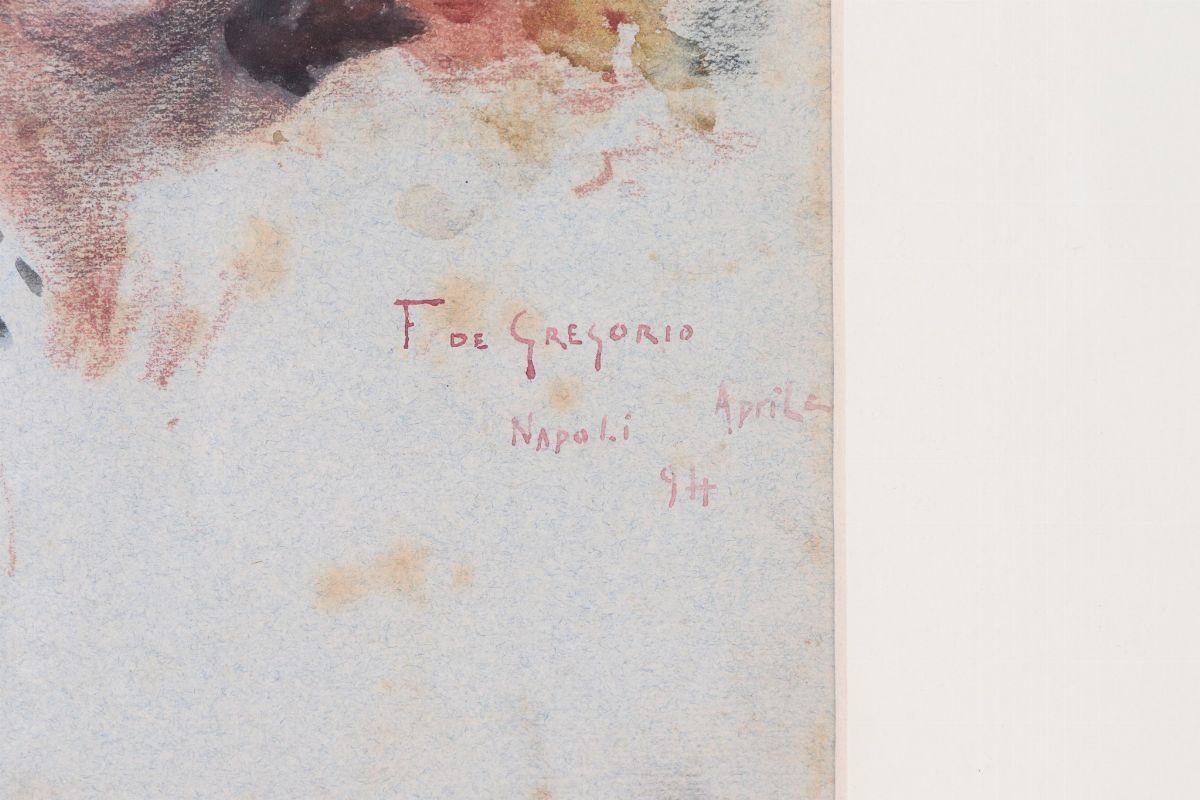 F DE GREGORIO
NAPOLI
Aprile
94